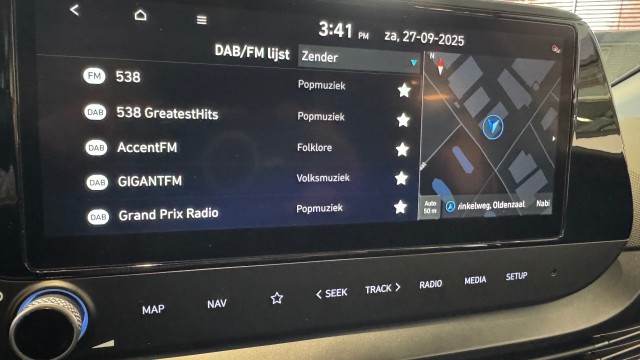 3:41 PM za, 27-09-2025
DAB/FM lijst Zender
FM 538 Popmuziek
DAB 538 GreatestHits Popmuziek
DAB AccentFM Folklore
DAB GIGANTFM Volksmuziek
DAB Grand Prix Radio Popmuziek
N
Auto
50 m
inkelweg, Oldenzaal Nabi
MAP NAV < SEEK TRACK > RADIO MEDIA SETUP